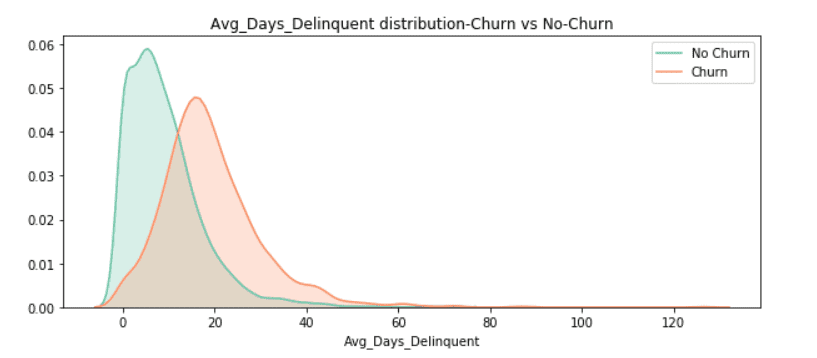 Avg_Days_Delinquent distribution-Churn vs No-Churn
0.06
0.05
0.04
0.03
0.02
0.01
0.00
No Churn
Churn
0 20 40 60 80 100 120
Avg_Days_Delinquent